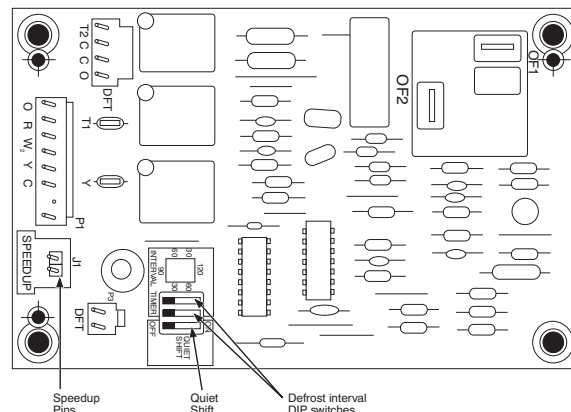 T2 C C O
DFT
OF1
OF2
T1
O R W2 Y C
Y
P1
J1
SPEEDUP
P3
DFT
INTERVAL TIMER OFF
30
60
120
90
30
60
QUIET
SHIFT
Speedup
Pins
Quiet
Shift
Defrost interval
DIP switches